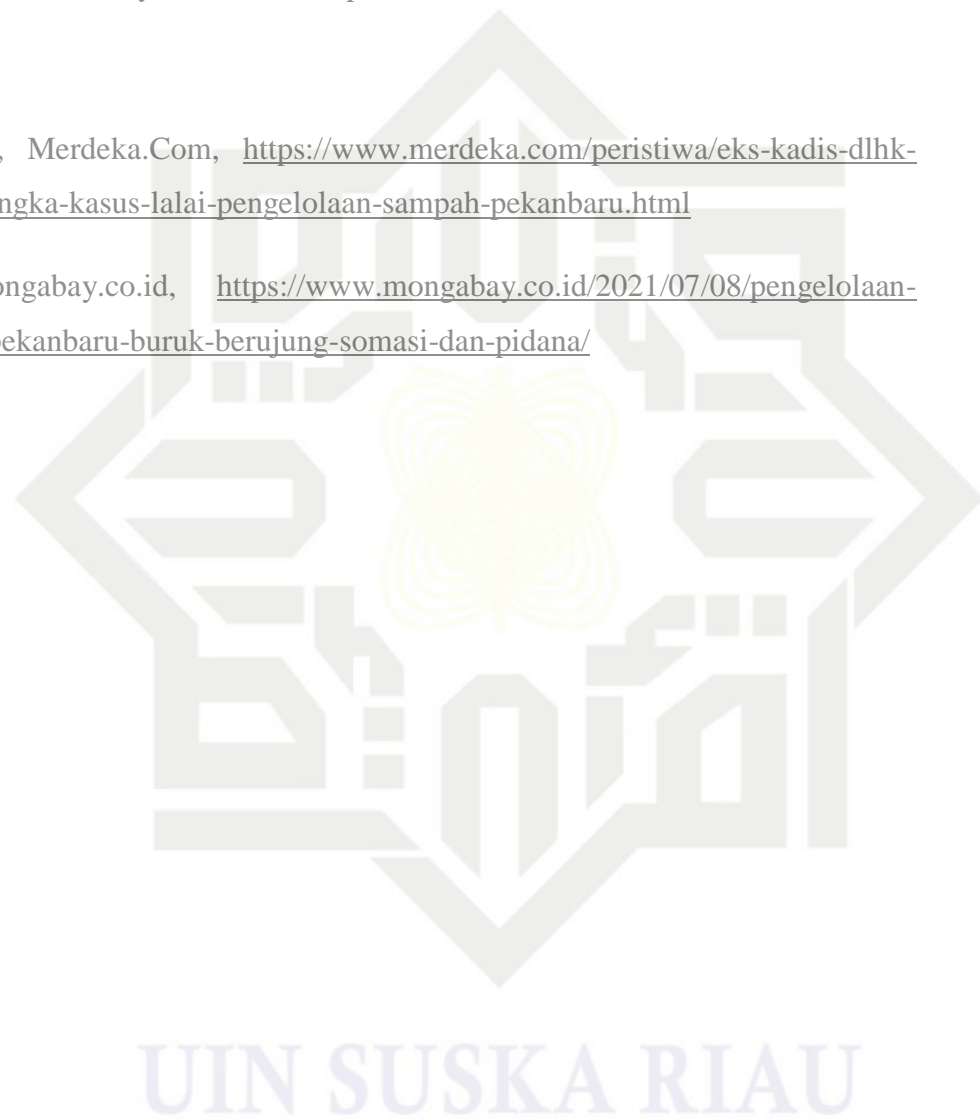 , Merdeka.Com, https://www.merdeka.com/peristiwa/eks-kadis-dlhk-
ngka-kasus-lalai-pengelolaan-sampah-pekanbaru.html
ongabay.co.id, https://www.mongabay.co.id/2021/07/08/pengelolaan-
pekanbaru-buruk-berujung-somasi-dan-pidana/
UIN SUSKA RIAU